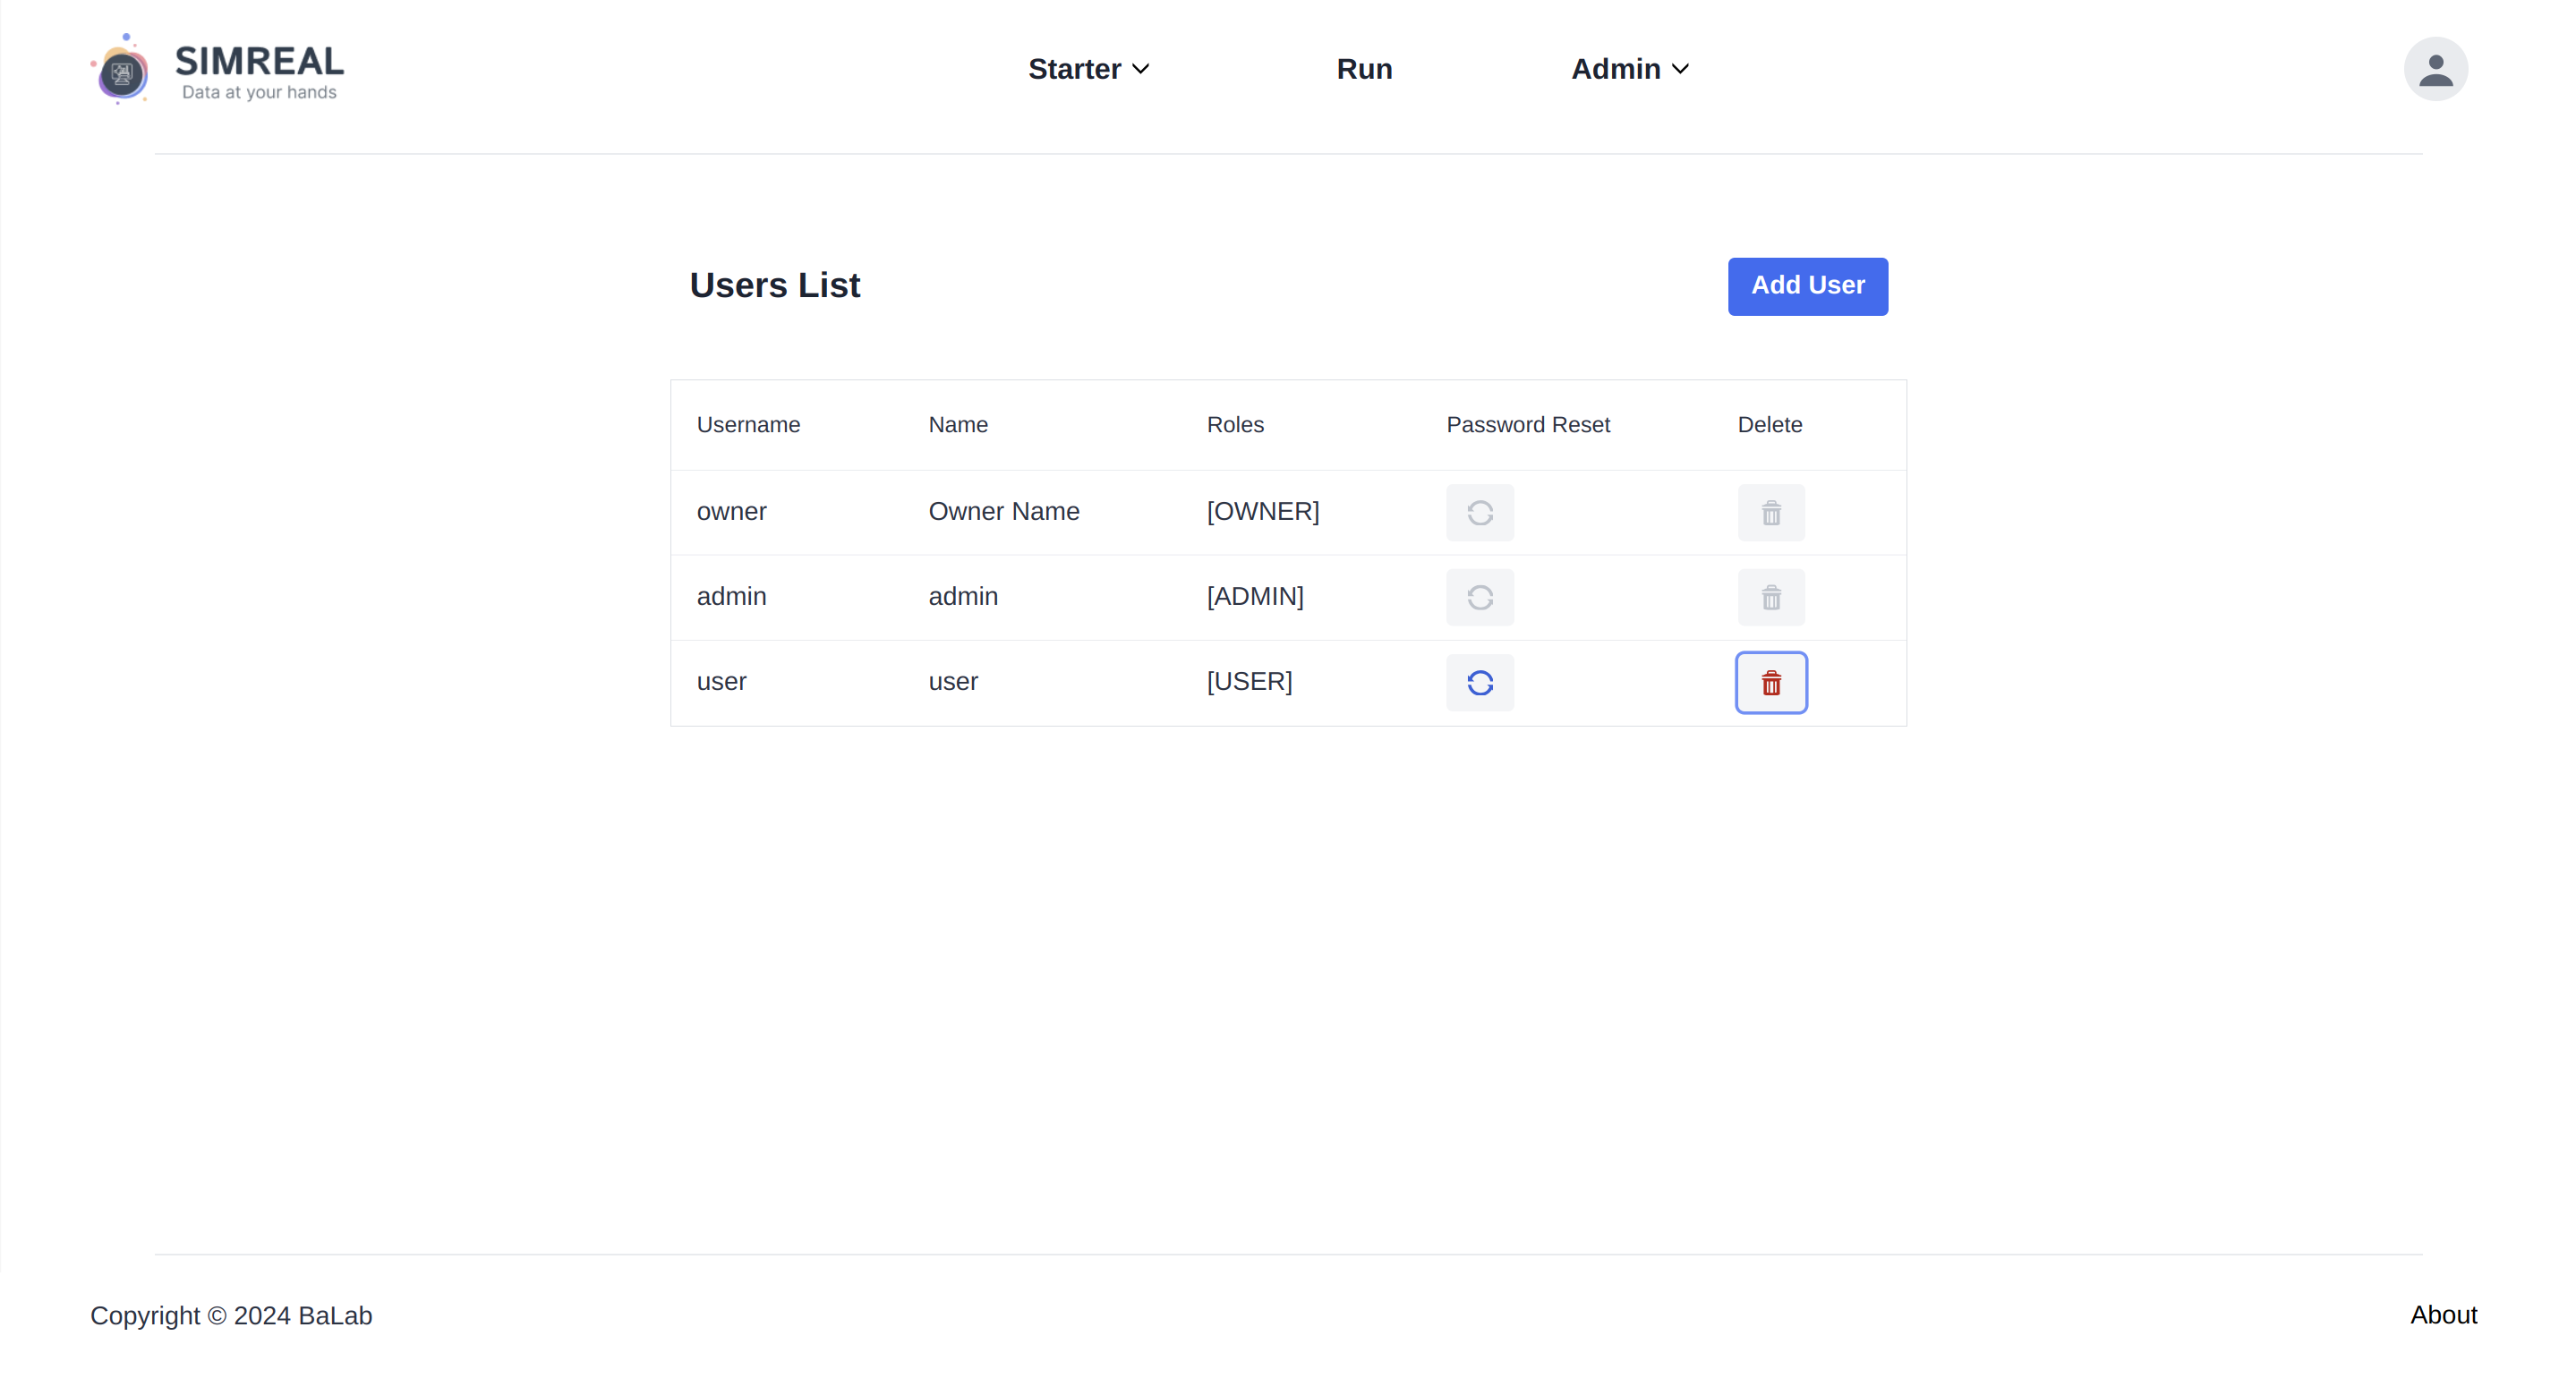 SIMREAL
Data at your hands
Starter Run Admin
Users List Add User
Username Name Roles Password Reset Delete
owner Owner Name [OWNER]
admin admin [ADMIN]
user user [USER]
Copyright © 2024 BaLab About